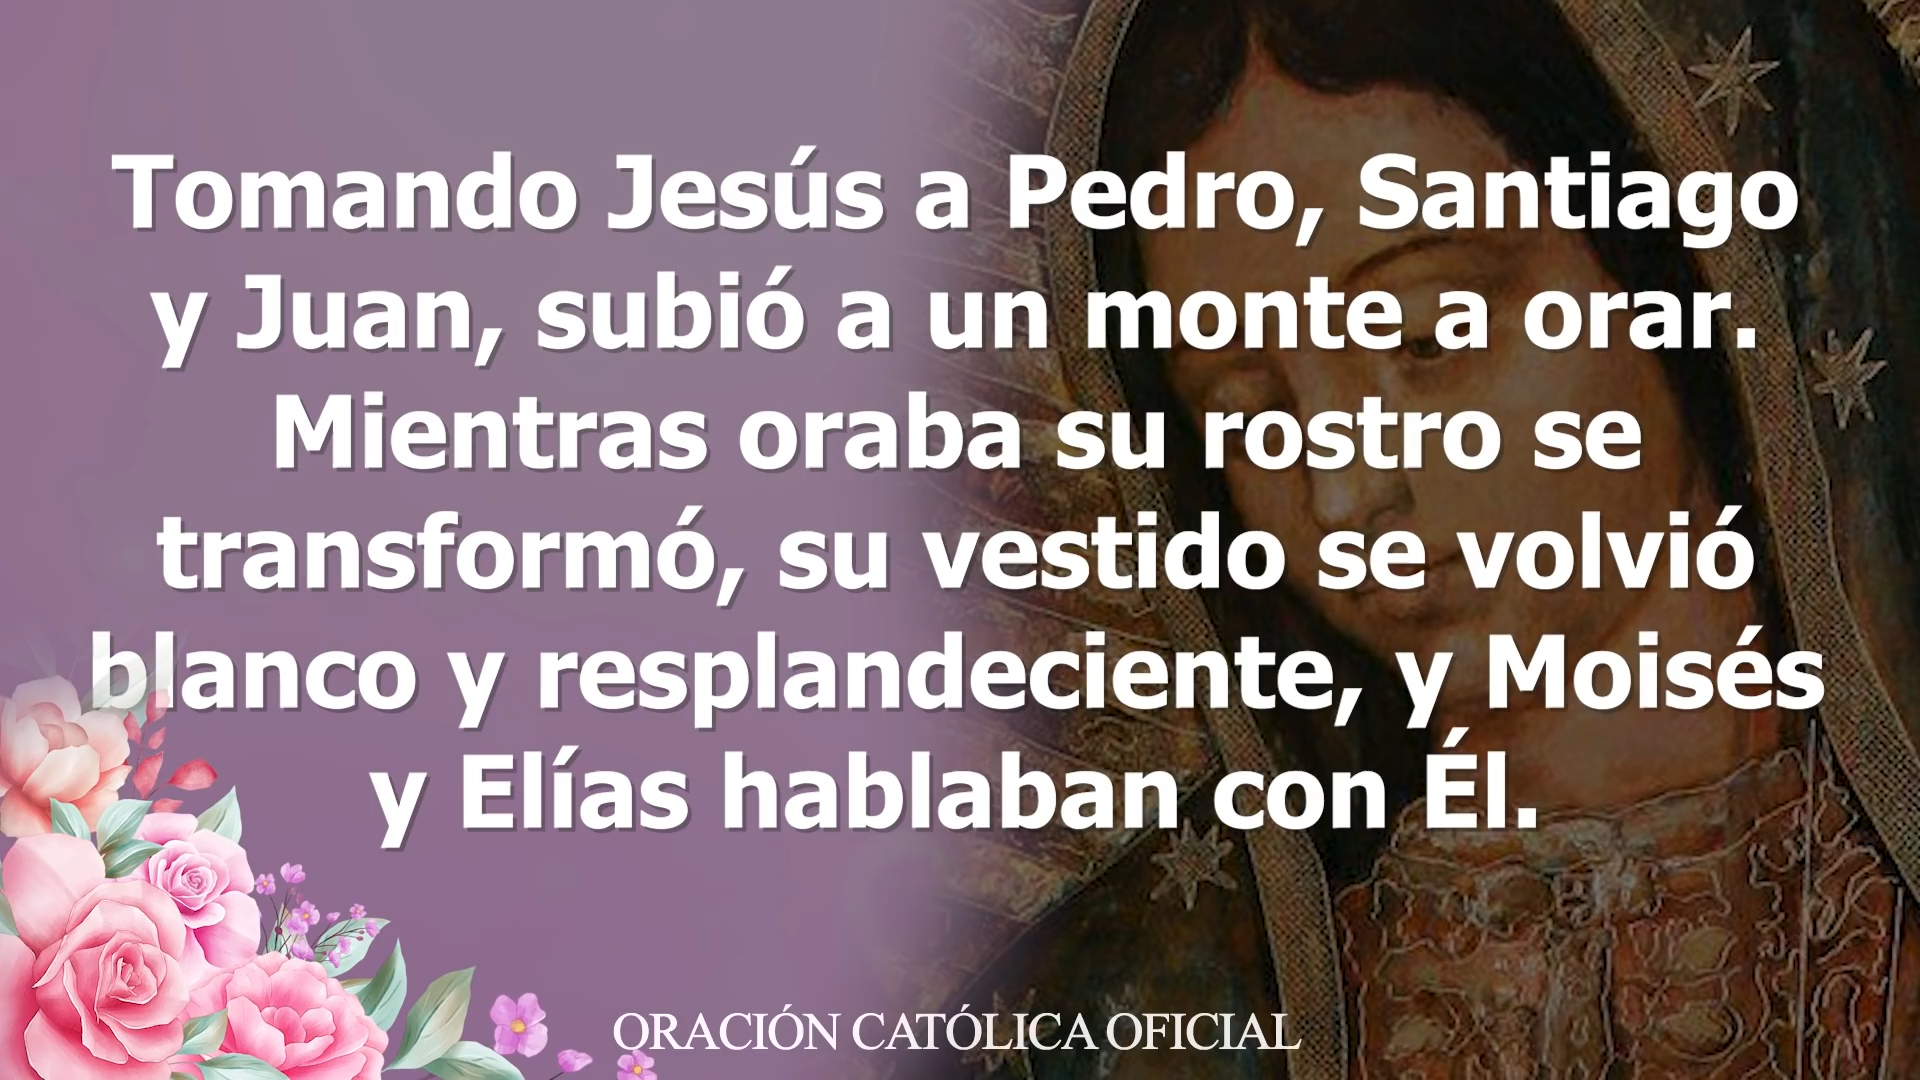 Tomando Jesús a Pedro, Santiago
y Juan, subió a un monte a orar.
Mientras oraba su rostro se
transformó, su vestido se volvió
blanco y resplandeciente, y Moisés
y Elías hablaban con Él.
ORACIÓN CATÓLICA OFICIAL